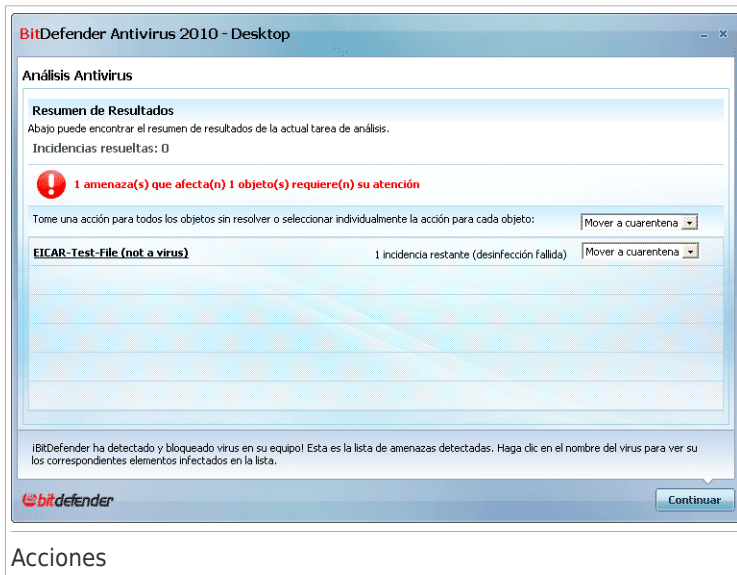 BitDefender Antivirus 2010 - Desktop
Análisis Antivirus
Resumen de Resultados
Abajo puede encontrar el resumen de resultados de la actual tarea de análisis.
Incidencias resueltas: 0
1 amenaza(s) que afecta(n) 1 objeto(s) requiere(n) su atención
Tome una acción para todos los objetos sin resolver o seleccionar individualmente la acción para cada objeto: Mover a cuarentena
EICAR-Test-File (not a virus) 1 incidencia restante (desinfección fallida) Mover a cuarentena
¡BitDefender ha detectado y bloqueado virus en su equipo! Esta es la lista de amenazas detectadas. Haga clic en el nombre del virus para ver su
los correspondientes elementos infectados en la lista.
bitdefender
Continuar
Acciones